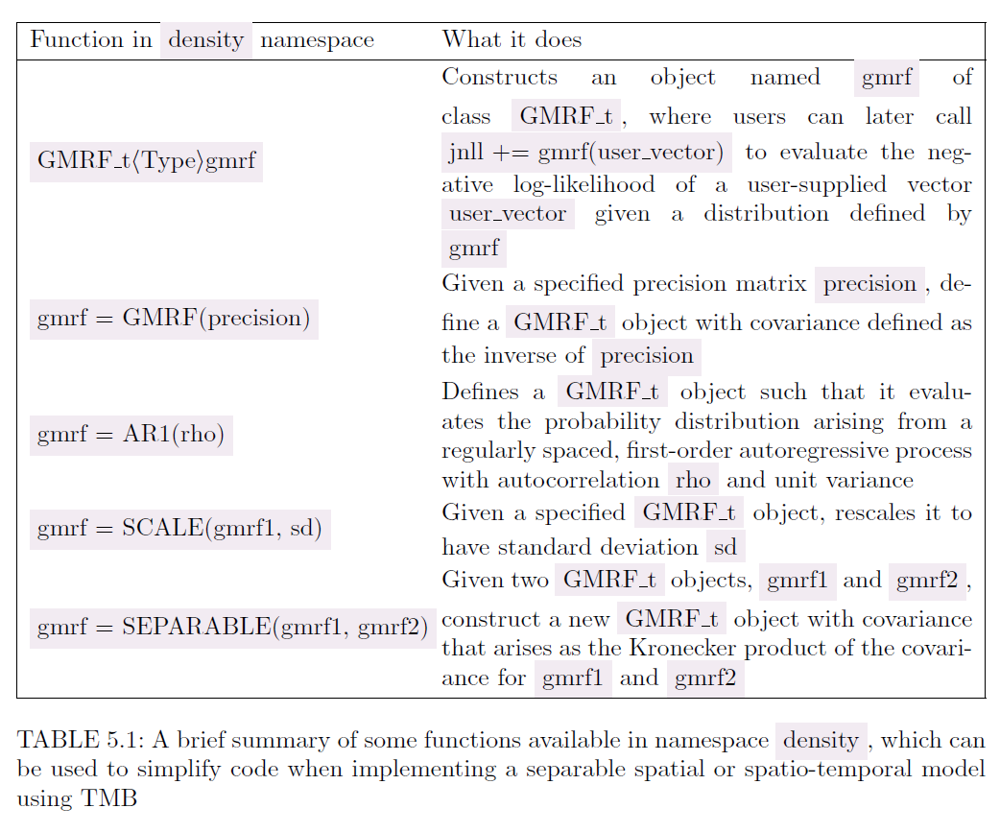 Function in density namespace What it does
Constructs an object named gmrf of
class GMRF_t, where users can later call
GMRF_t⟨Type⟩gmrf jnll += gmrf(user_vector) to evaluate the neg-
ative log-likelihood of a user-supplied vector
user_vector given a distribution defined by
gmrf
Given a specified precision matrix precision, de-
gmrf = GMRF(precision) fine a GMRF_t object with covariance defined as
the inverse of precision
Defines a GMRF_t object such that it evalu-
gmrf = AR1(rho) ates the probability distribution arising from a
regularly spaced, first-order autoregressive process
with autocorrelation rho and unit variance
gmrf = SCALE(gmrf1, sd) Given a specified GMRF_t object, rescales it to
have standard deviation sd
Given two GMRF_t objects, gmrf1 and gmrf2,
gmrf = SEPARABLE(gmrf1, gmrf2) construct a new GMRF_t object with covariance
that arises as the Kronecker product of the covari-
ance for gmrf1 and gmrf2
TABLE 5.1: A brief summary of some functions available in namespace density, which can
be used to simplify code when implementing a separable spatial or spatio-temporal model
using TMB